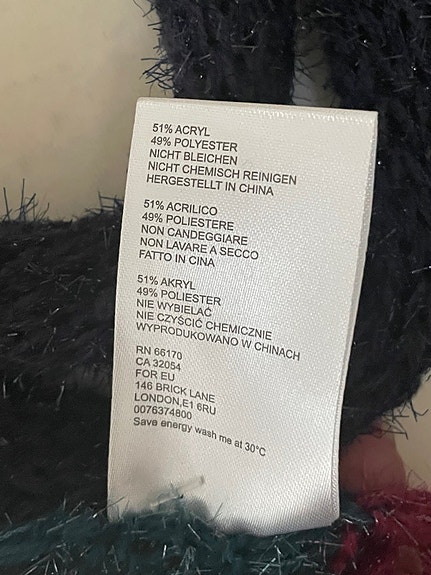 51% ACRYL
49% POLYESTER
NICHT BLEICHEN
NICHT CHEMISCH REINIGEN
HERGESTELLT IN CHINA
51% ACRILICO
49% POLIESTERE
NON CANDEGGIARE
NON LAVARE A SECCO
FATTO IN CINA
51% AKRYL
49% POLIESTER
NIE WYBIELAĆ
NIE CZYŚCIĆ CHEMICZNIE
WYPRODUKOWANO W CHINACH
RN 66170
CA 32054
FOR EU
146 BRICK LANE
LONDON,E1 6RU
0076374800
Save energy wash me at 30°C